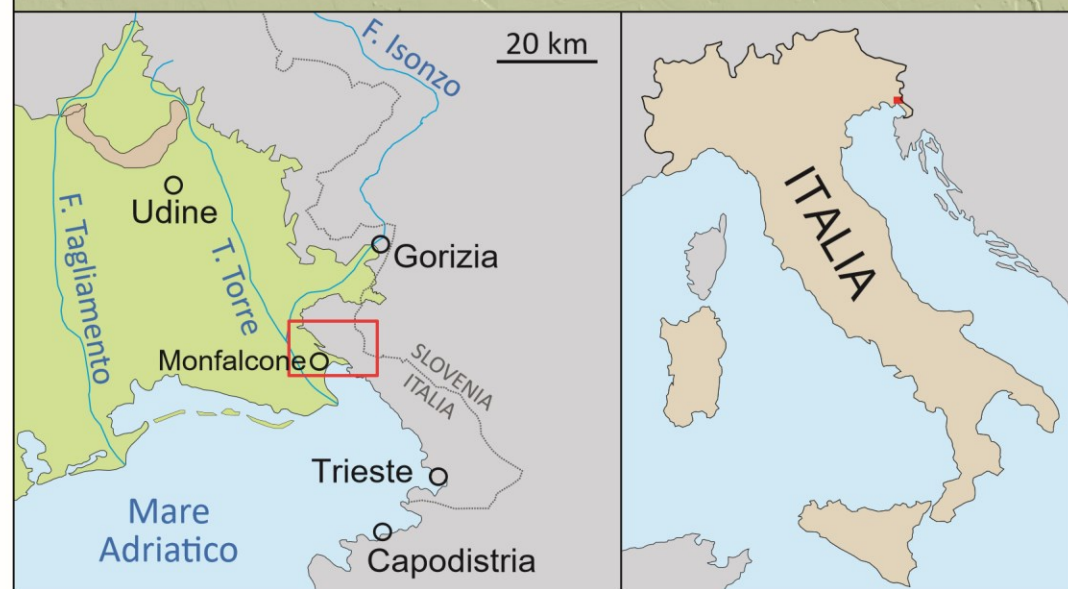 F. Isonzo
20 km
Udine
F. Tagliamento
T. Torre
Gorizia
Monfalcone
SLOVENIA
ITALIA
Trieste
Mare
Adriatico
Capodistria
ITALIA